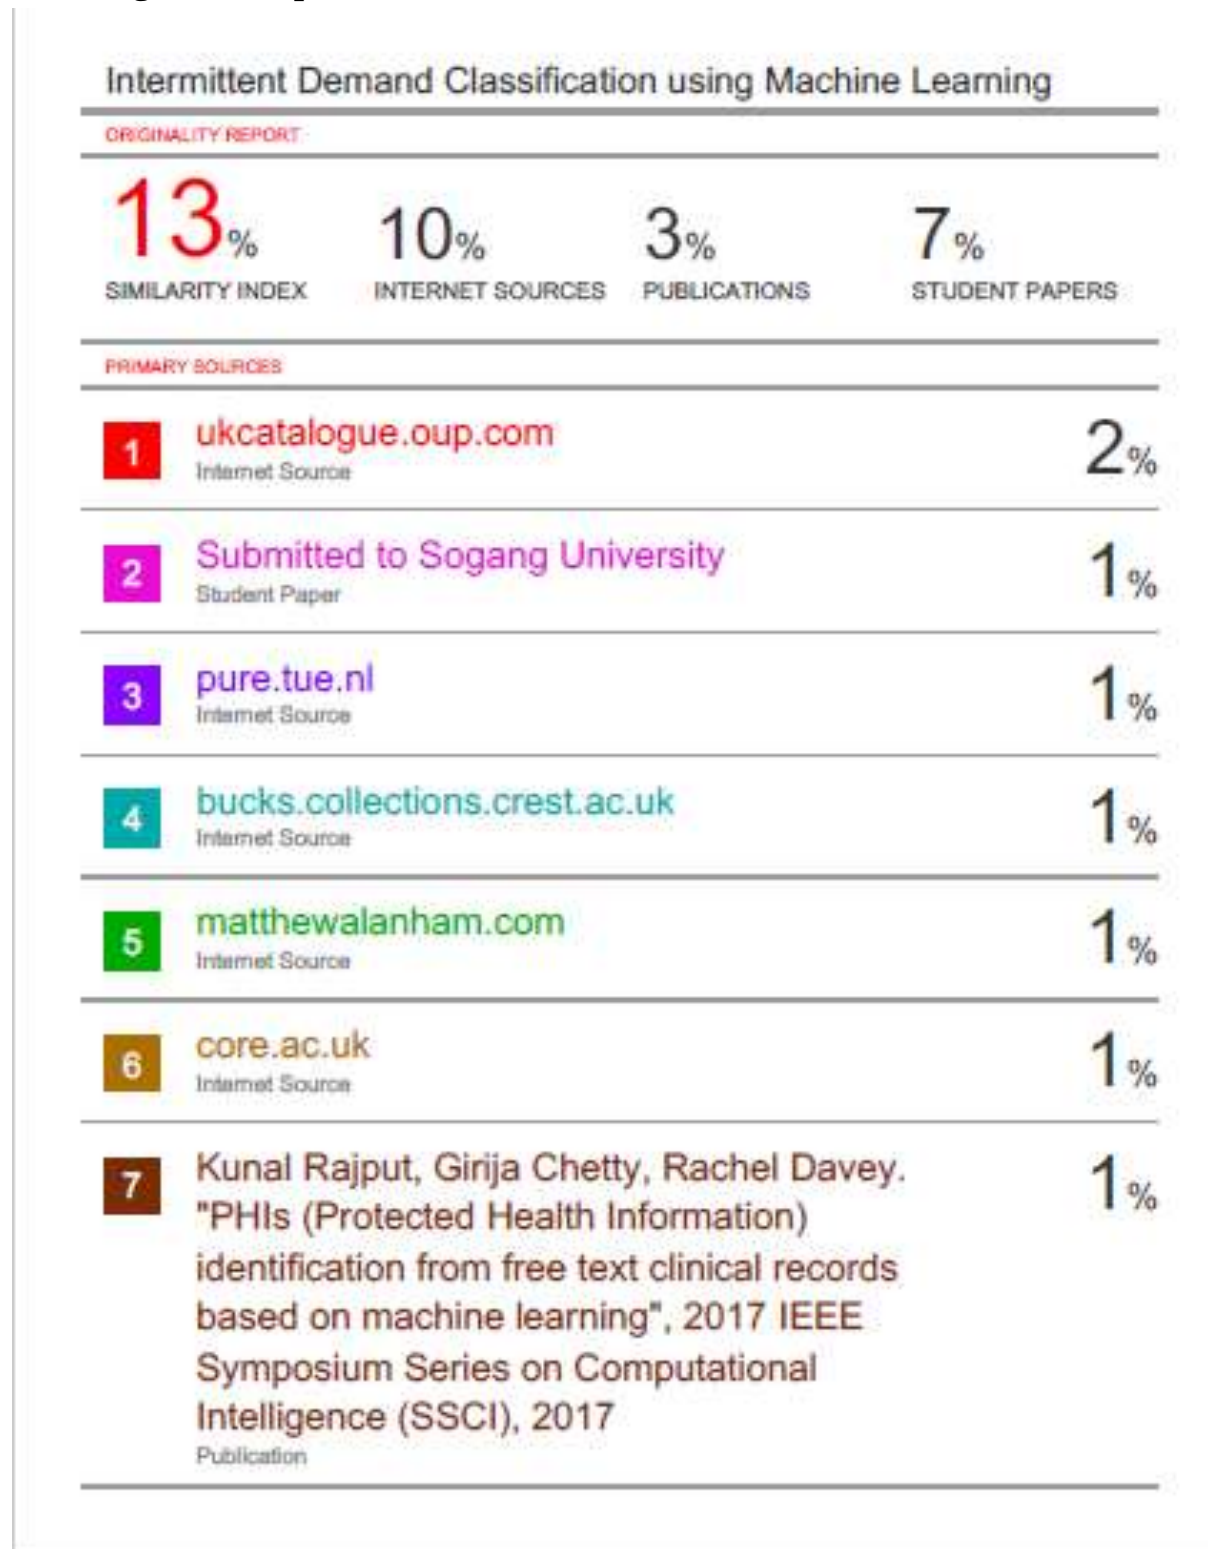 Intermittent Demand Classification using Machine Learning
ORIGINALITY REPORT
13% 10% 3% 7%
SIMILARITY INDEX INTERNET SOURCES PUBLICATIONS STUDENT PAPERS
PRIMARY SOURCES
1 ukcatalogue.oup.com 2%
Internet Source
2 Submitted to Sogang University 1%
Student Paper
3 pure.tue.nl 1%
Internet Source
4 bucks.collections.crest.ac.uk 1%
Internet Source
5 matthewalanham.com 1%
Internet Source
6 core.ac.uk 1%
Internet Source
7 Kunal Rajput, Girija Chetty, Rachel Davey. 1%
"PHIs (Protected Health Information)
identification from free text clinical records
based on machine learning", 2017 IEEE
Symposium Series on Computational
Intelligence (SSCI), 2017
Publication